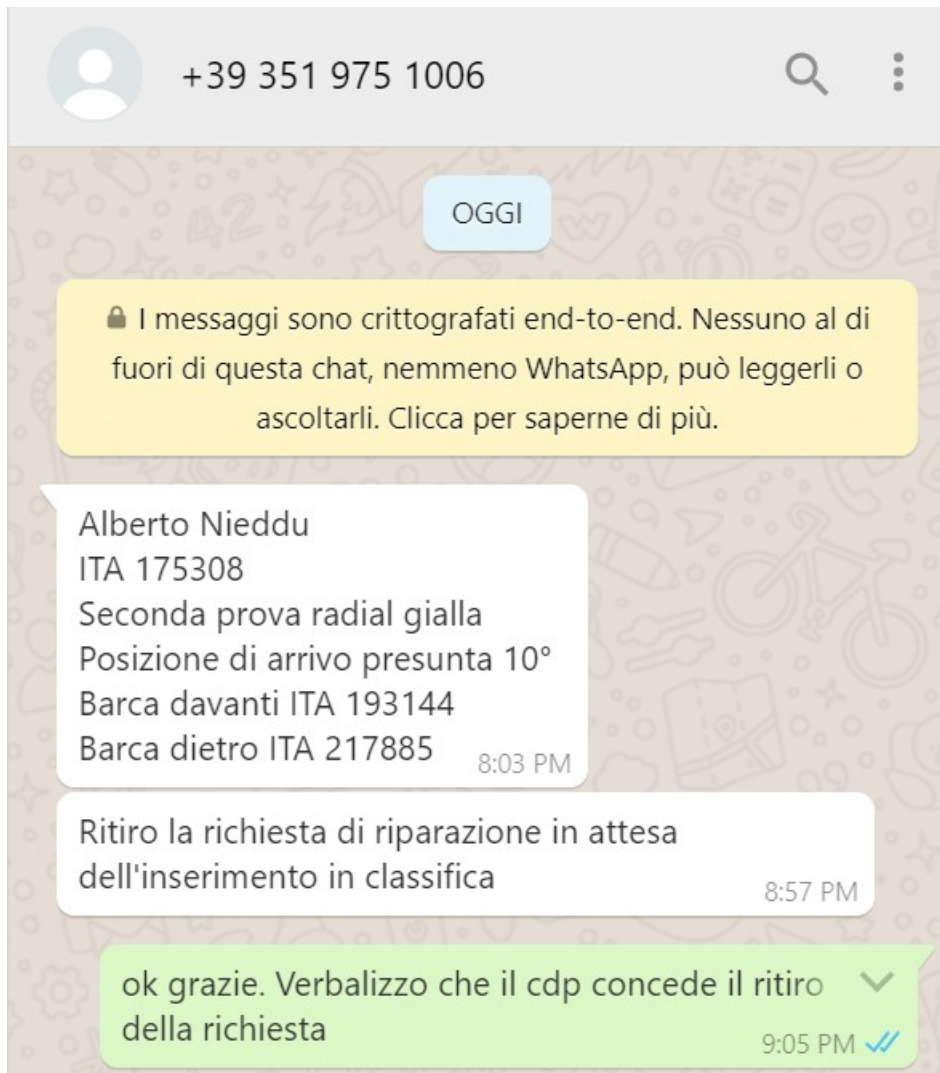 +39 351 975 1006
OGGI
I messaggi sono crittografati end-to-end. Nessuno al di
fuori di questa chat, nemmeno WhatsApp, può leggerli o
ascoltarli. Clicca per saperne di più.
Alberto Nieddu
ITA 175308
Seconda prova radial gialla
Posizione di arrivo presunta 10°
Barca davanti ITA 193144
Barca dietro ITA 217885
8:03 PM
Ritiro la richiesta di riparazione in attesa
dell'inserimento in classifica
8:57 PM
ok grazie. Verbalizzo che il cdp concede il ritiro
della richiesta
9:05 PM